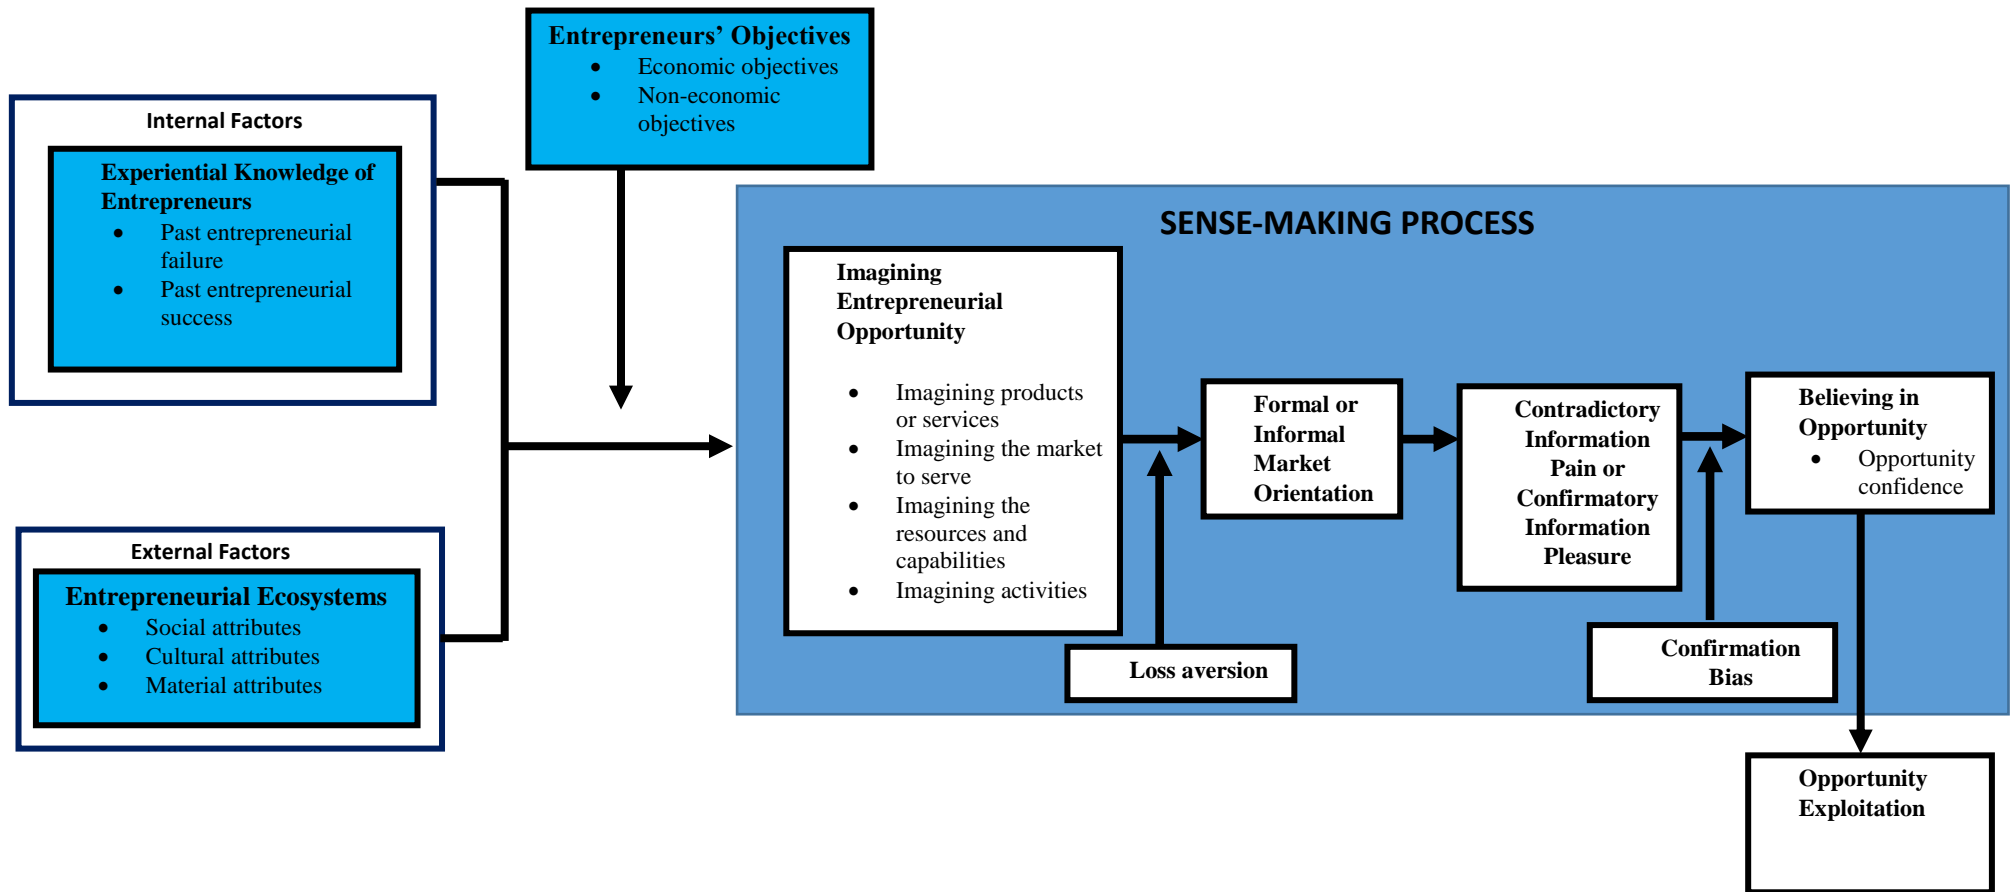 Entrepreneurs’ Objectives
• Economic objectives
• Non-economic
objectives
Internal Factors
Experiential Knowledge of
Entrepreneurs
• Past entrepreneurial
failure
• Past entrepreneurial
success
External Factors
Entrepreneurial Ecosystems
• Social attributes
• Cultural attributes
• Material attributes
SENSE-MAKING PROCESS
Imagining
Entrepreneurial
Opportunity
• Imagining products
or services
• Imagining the market
to serve
• Imagining the
resources and
capabilities
• Imagining activities
Loss aversion
Formal or
Informal
Market
Orientation
Contradictory
Information
Pain or
Confirmatory
Information
Pleasure
Confirmation
Bias
Believing in
Opportunity
• Opportunity
confidence
Opportunity
Exploitation